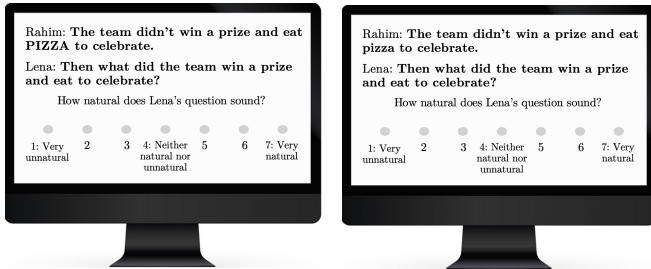 Rahim: The team didn't win a prize and eat
PIZZA to celebrate.
Lena: Then what did the team win a prize
and eat to celebrate?
How natural does Lena's question sound?
1: Very
unnatural
2
3
4: Neither
natural nor
unnatural
5
6
7: Very
natural
Rahim: The team didn't win a prize and eat
pizza to celebrate.
Lena: Then what did the team win a prize
and eat to celebrate?
How natural does Lena's question sound?
1: Very
unnatural
2
3
4: Neither
natural nor
unnatural
5
6
7: Very
natural